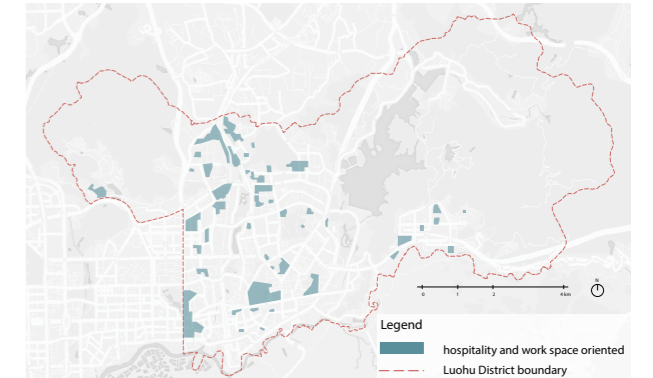 N
0 1 2 4 km
Legend
hospitality and work space oriented
Luohu District boundary